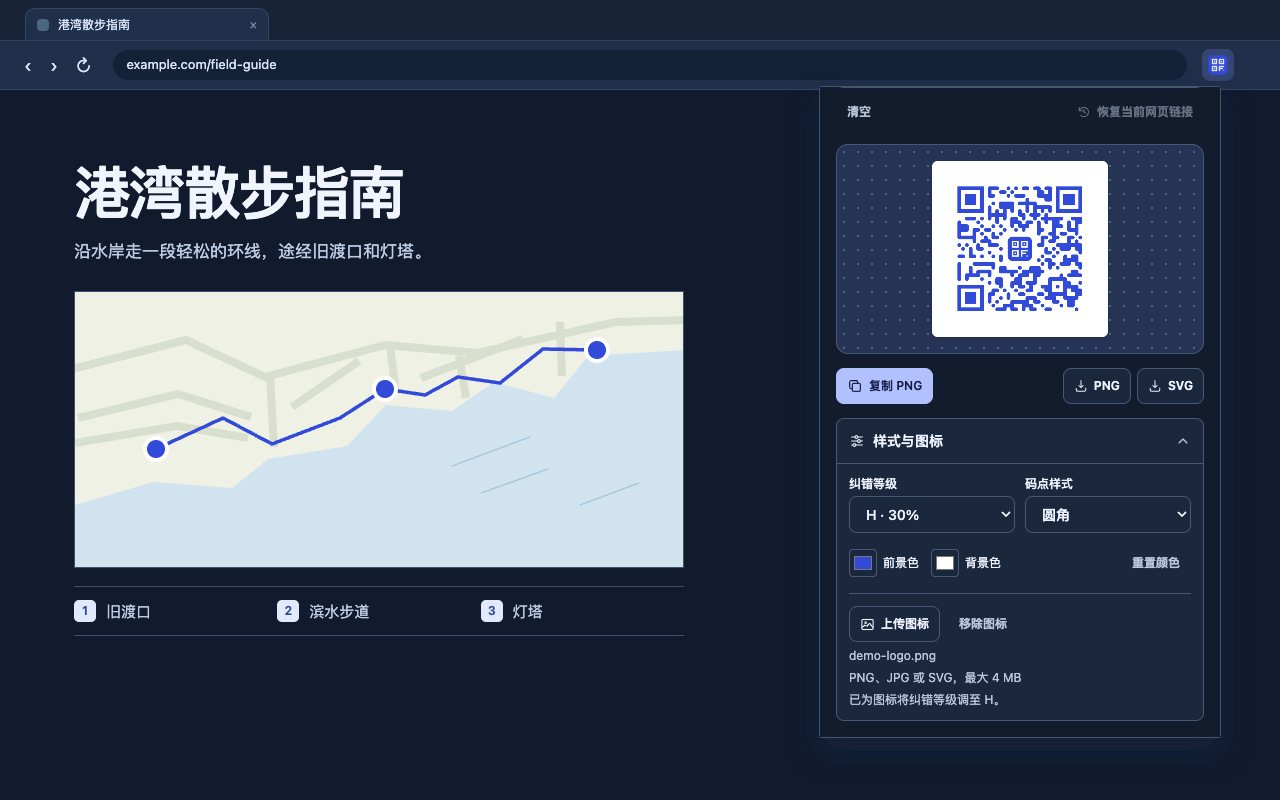 港湾散步指南 ×
‹ › example.com/field-guide
清空 恢复当前网页链接
港湾散步指南
沿水岸走一段轻松的环线，途经旧渡口和灯塔。
1 旧渡口 2 滨水步道 3 灯塔
复制 PNG PNG SVG
样式与图标
纠错等级 码点样式
H · 30% 圆角
前景色 背景色 重置颜色
上传图标 移除图标
demo-logo.png
PNG、JPG 或 SVG，最大 4 MB
已为图标将纠错等级调至 H。